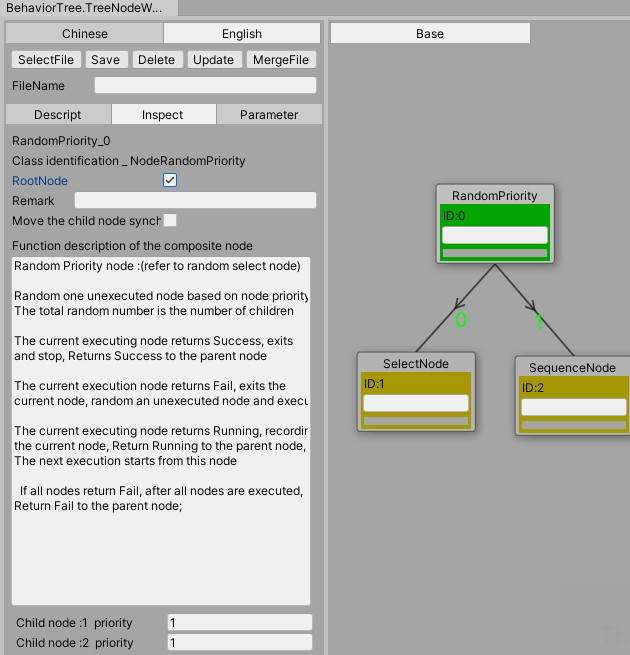 BehaviorTree.TreeNodeW...
Chinese
English
SelectFile
Save
Delete
Update
MergeFile
FileName
Descript
Inspect
Parameter
RandomPriority_0
Class identification _ NodeRandomPriority
RootNode
Remark
Move the child node synch
Function description of the composite node
Random Priority node :(refer to random select node)
Random one unexecuted node based on node priority
The total random number is the number of children
The current executing node returns Success, exits
and stop, Returns Success to the parent node
The current execution node returns Fail, exits the
current node, random an unexecuted node and execu
The current executing node returns Running, recordin
the current node, Return Running to the parent node,
The next execution starts from this node
If all nodes return Fail, after all nodes are executed,
Return Fail to the parent node;
Child node :1 priority
1
Child node :2 priority
1
Base
RandomPriority
ID:0
0
1
SelectNode
ID:1
SequenceNode
ID:2